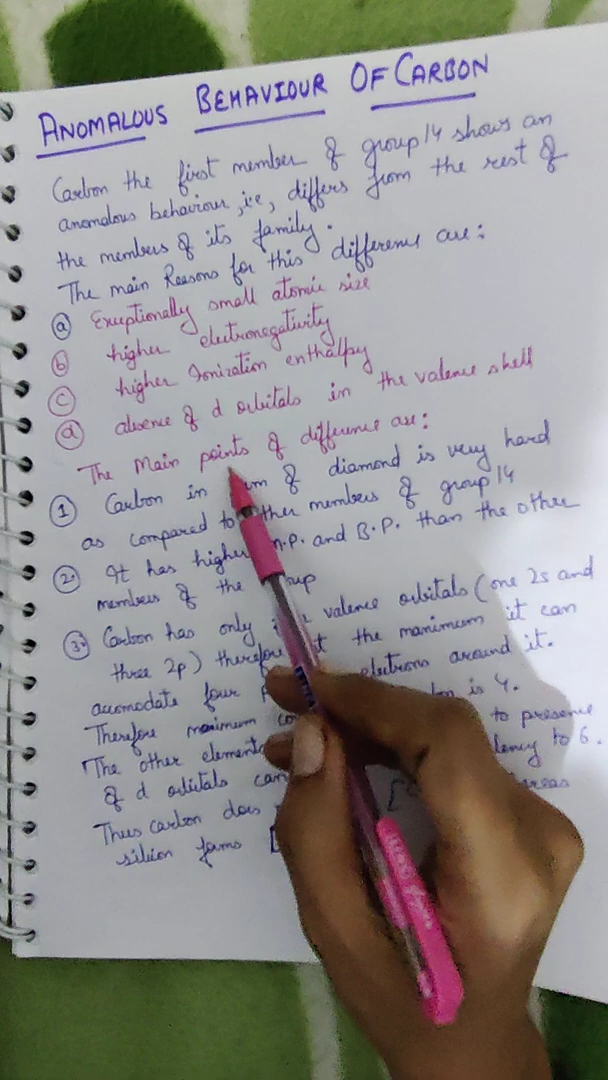 ANOMALOUS BEHAVIOUR OF CARBON
Carbon the first member of group 14 shows an
anomalous behaviour, i.e, differs from the rest of
the members of its family.
The main Reasons for this difference are:
a Exceptionally small atomic size
b higher electronegativity
c higher Ionization enthalpy
d absence of d orbitals in the valence shell
The Main points of difference are:
1 Carbon in of diamond is very hard
as compared to other members of group 14
2. It has higher M.P. and B.P. than the other
members of the
3. Carbon has only valence orbitals (one 2s and
three 2p) therefore the maximum it can
accomodate four electrons around it.
Therefore maximum is 4.
The other elements to presence
of d orbitals can to 6.
Thus carbon does
silicon forms [